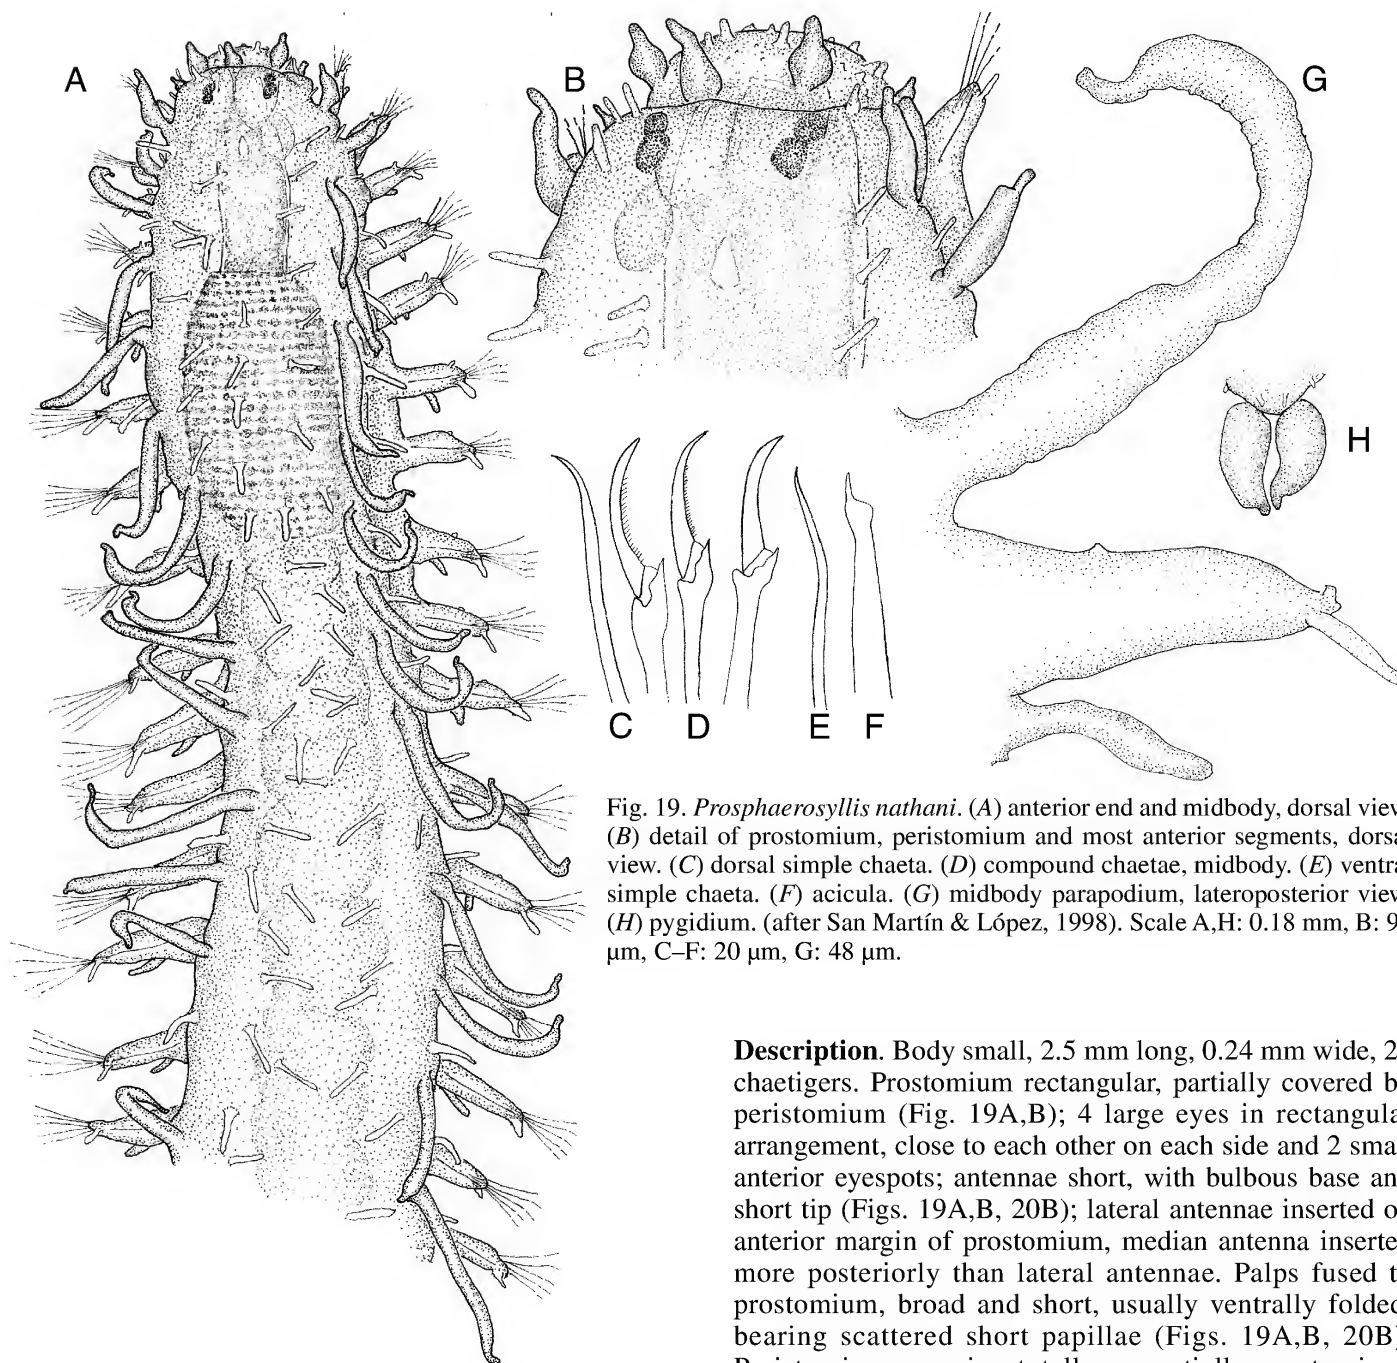 A
B
G
H
C D E F
Fig. 19. Prosphaerosyllis nathani. (A) anterior end and midbody, dorsal view
(B) detail of prostomium, peristomium and most anterior segments, dorsa
view. (C) dorsal simple chaeta. (D) compound chaetae, midbody. (E) ventra
simple chaeta. (F) acicula. (G) midbody parapodium, lateroposterior view
(H) pygidium. (after San Martín & López, 1998). Scale A,H: 0.18 mm, B: 9
µm, C–F: 20 µm, G: 48 µm.
Description. Body small, 2.5 mm long, 0.24 mm wide, 2
chaetigers. Prostomium rectangular, partially covered b
peristomium (Fig. 19A,B); 4 large eyes in rectangula
arrangement, close to each other on each side and 2 sma
anterior eyespots; antennae short, with bulbous base an
short tip (Figs. 19A,B, 20B); lateral antennae inserted o
anterior margin of prostomium, median antenna inserte
more posteriorly than lateral antennae. Palps fused t
prostomium, broad and short, usually ventrally folded
bearing scattered short papillae (Figs. 19A,B, 20B)